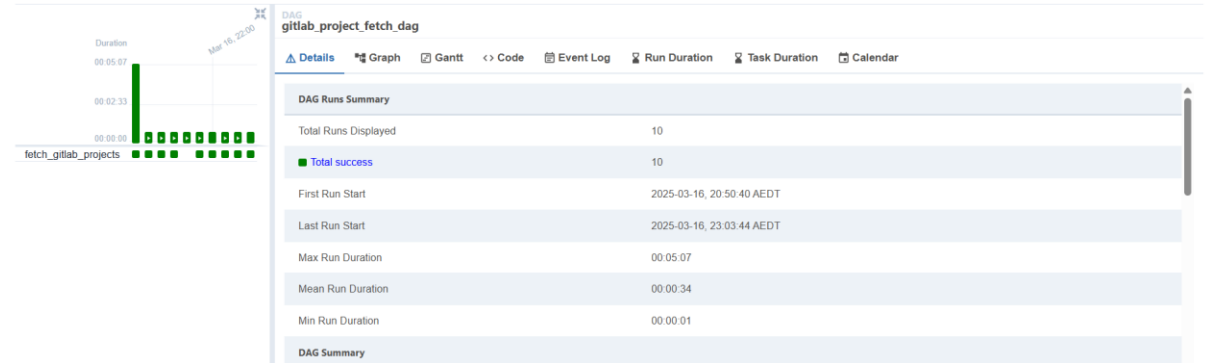 Duration
Mar 16, 22:00
00:05:07
00:02:33
00:00:00
fetch_gitlab_projects
DAG
gitlab_project_fetch_dag
Details Graph Gantt <> Code Event Log Run Duration Task Duration Calendar
DAG Runs Summary
Total Runs Displayed 10
Total success 10
First Run Start 2025-03-16, 20:50:40 AEDT
Last Run Start 2025-03-16, 23:03:44 AEDT
Max Run Duration 00:05:07
Mean Run Duration 00:00:34
Min Run Duration 00:00:01
DAG Summary